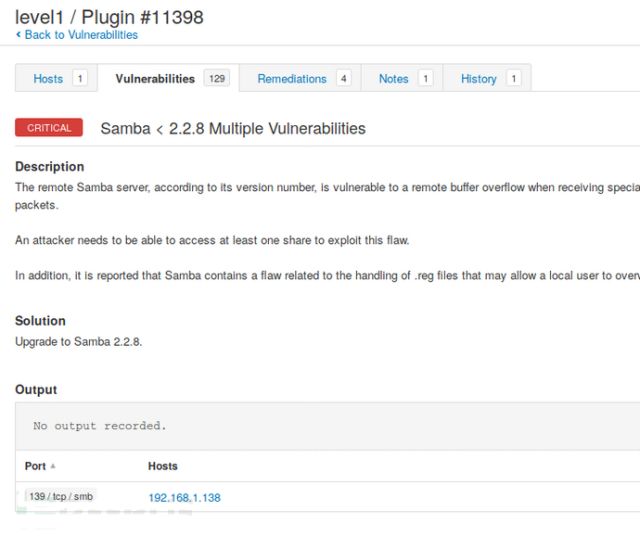 level1 / Plugin #11398
Back to Vulnerabilities
Hosts 1 Vulnerabilities 129 Remediations 4 Notes 1 History 1
CRITICAL Samba < 2.2.8 Multiple Vulnerabilities
Description
The remote Samba server, according to its version number, is vulnerable to a remote buffer overflow when receiving specia
packets.
An attacker needs to be able to access at least one share to exploit this flaw.
In addition, it is reported that Samba contains a flaw related to the handling of .reg files that may allow a local user to over
Solution
Upgrade to Samba 2.2.8.
Output
No output recorded.
Port Hosts
139 / tcp / smb 192.168.1.138